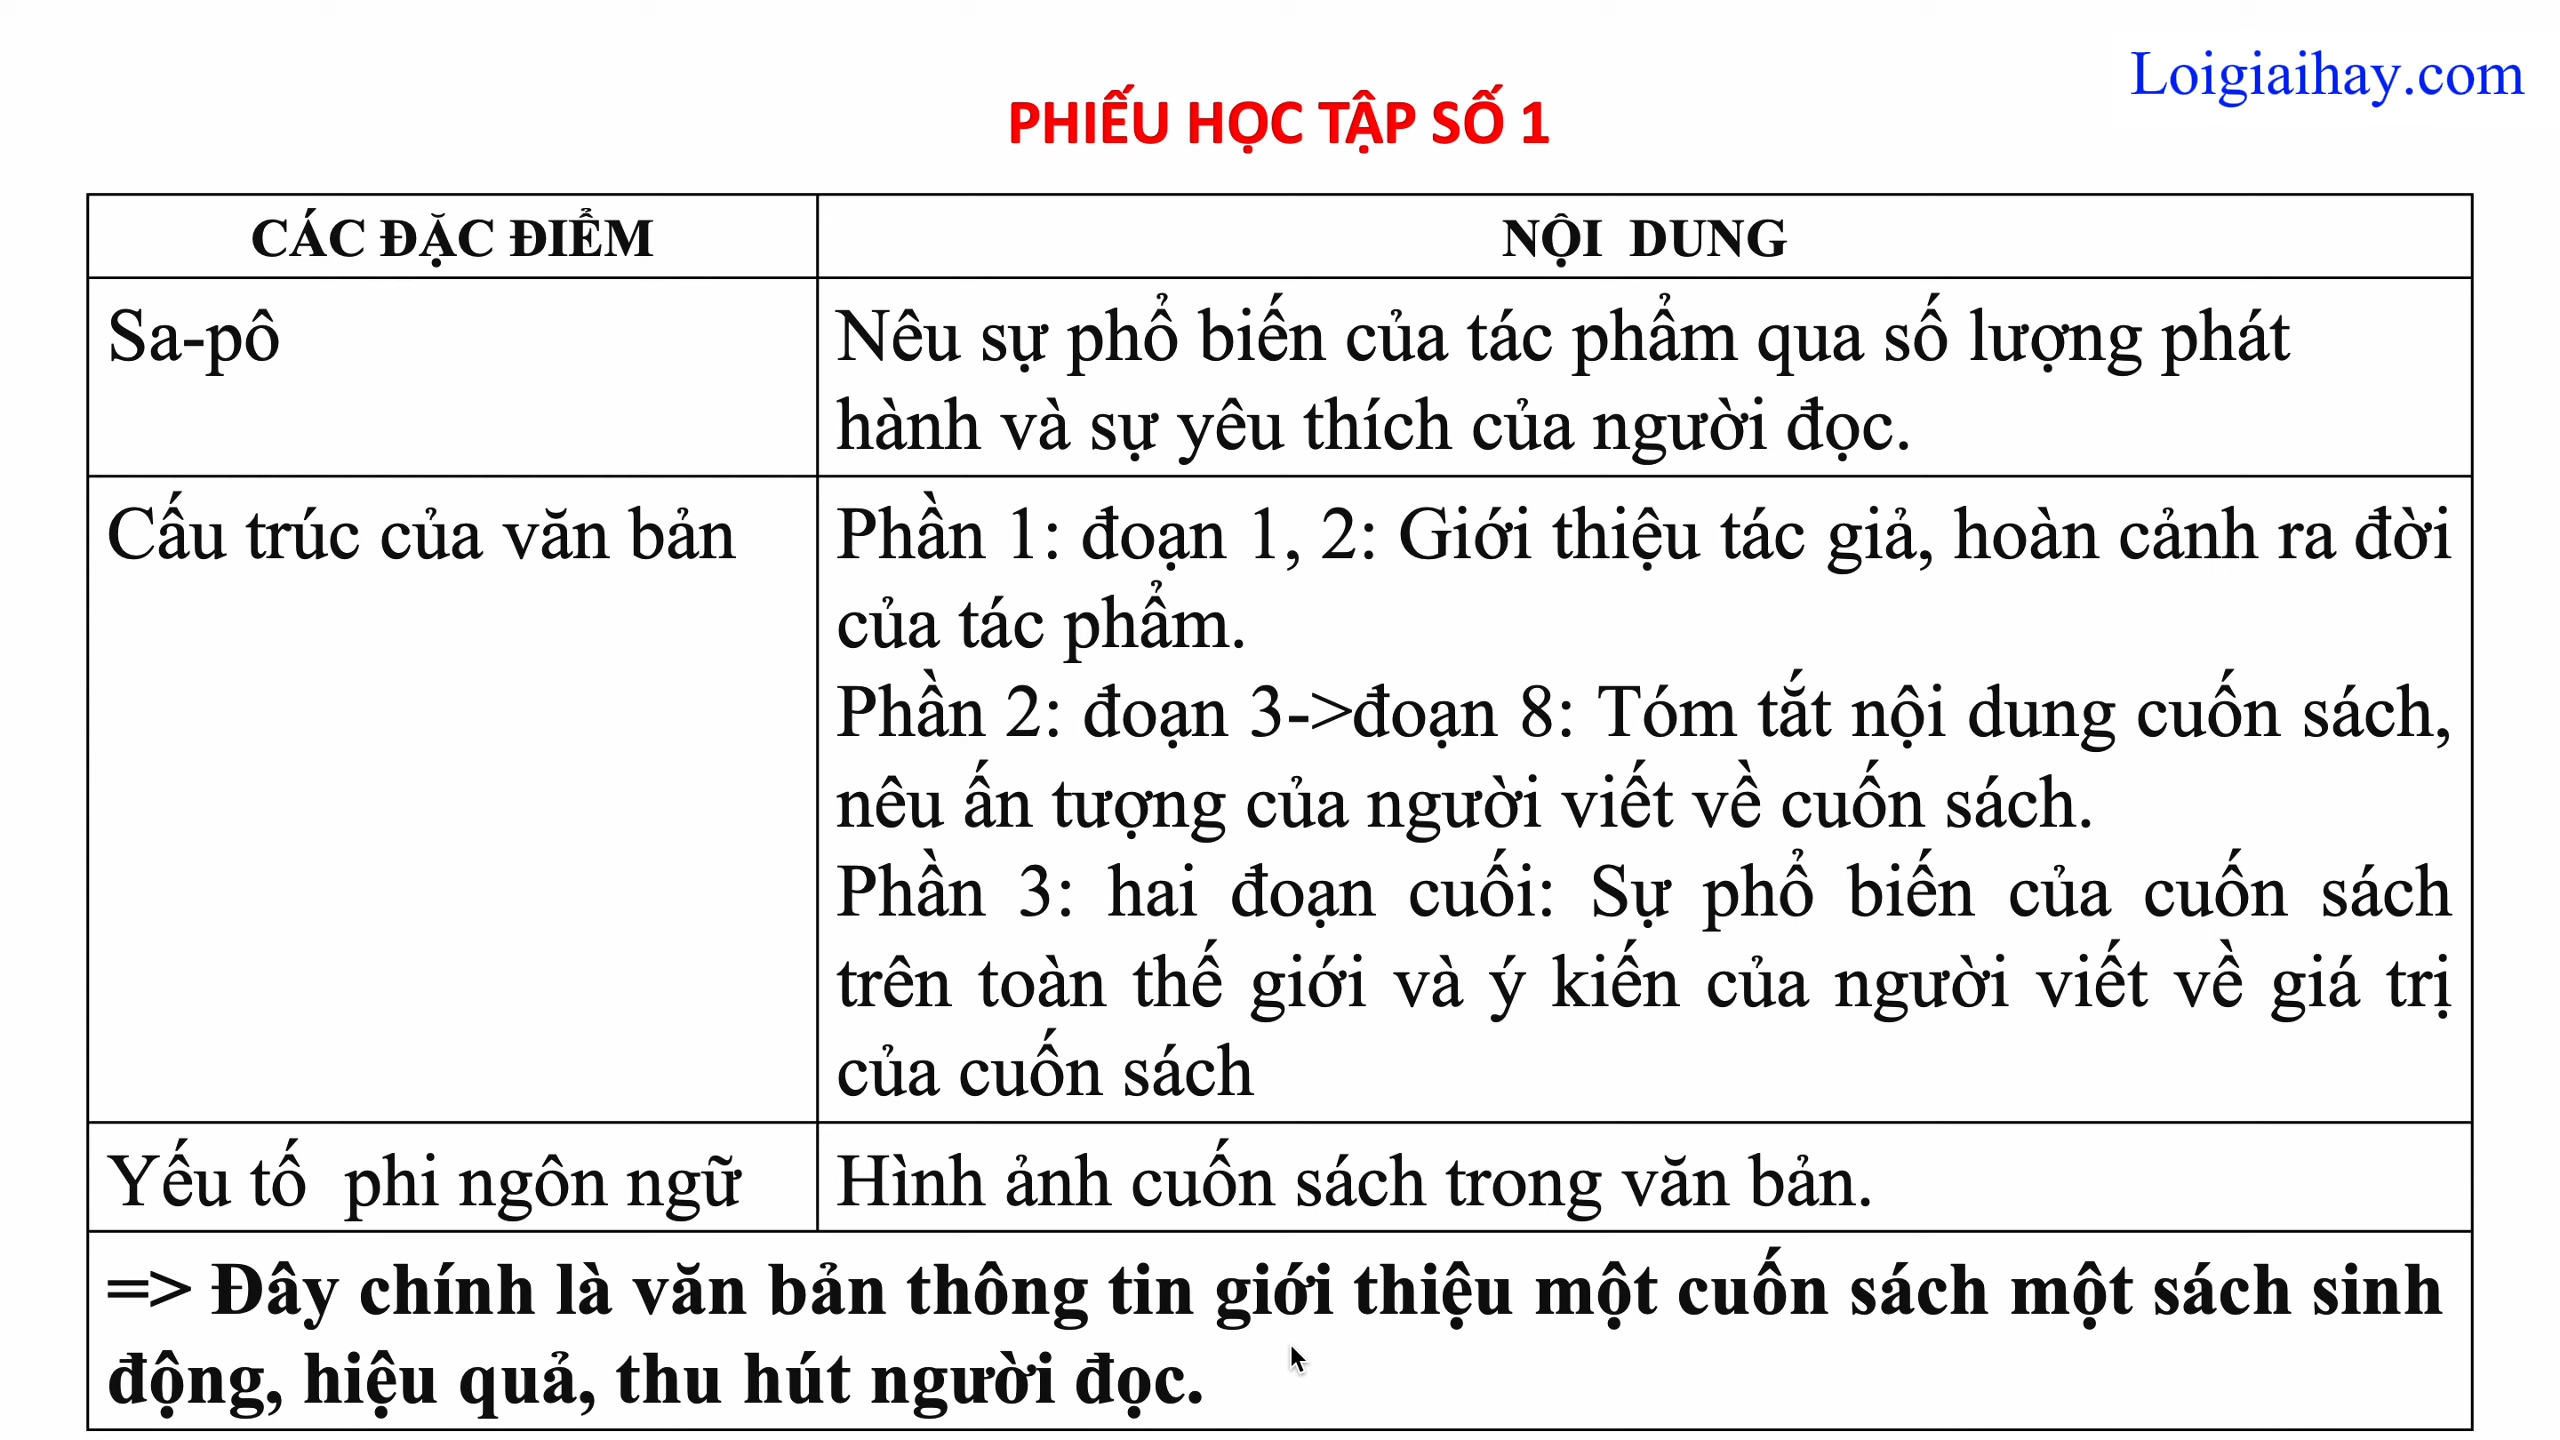 Loigiaihay.com
PHIẾU HỌC TẬP SỐ 1
CÁC ĐẶC ĐIỂM
NỘI DUNG
Sa-pô
Nêu sự phổ biến của tác phẩm qua số lượng phát
hành và sự yêu thích của người đọc.
Cấu trúc của văn bản
Phần 1: đoạn 1, 2: Giới thiệu tác giả, hoàn cảnh ra đời
của tác phẩm.
Phần 2: đoạn 3->đoạn 8: Tóm tắt nội dung cuốn sách,
nêu ấn tượng của người viết về cuốn sách.
Phần 3: hai đoạn cuối: Sự phổ biến của cuốn sách
trên toàn thế giới và ý kiến của người viết về giá trị
của cuốn sách
Yếu tố phi ngôn ngữ
Hình ảnh cuốn sách trong văn bản.
=> Đây chính là văn bản thông tin giới thiệu một cuốn sách một sách sinh
động, hiệu quả, thu hút người đọc.